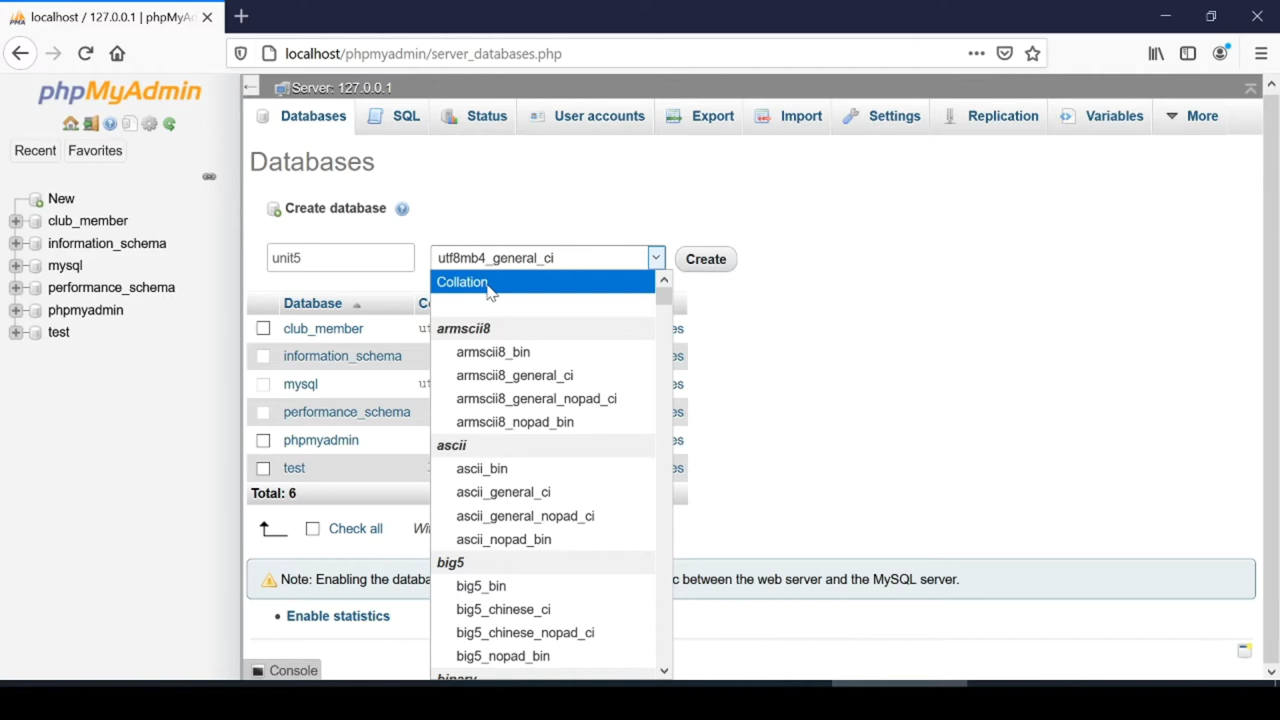 localhost / 127.0.0.1 | phpMyA
localhost/phpmyadmin/server_databases.php
phpMyAdmin
Recent
Favorites
New
club_member
information_schema
mysql
performance_schema
phpmyadmin
test
Server: 127.0.0.1
Databases
SQL
Status
User accounts
Export
Import
Settings
Replication
Variables
More
Databases
Create database
unit5
utf8mb4_general_ci
Create
Collation
armscii8
armscii8_bin
armscii8_general_ci
armscii8_general_nopad_ci
armscii8_nopad_bin
ascii
ascii_bin
ascii_general_ci
ascii_general_nopad_ci
ascii_nopad_bin
big5
big5_bin
big5_chinese_ci
big5_chinese_nopad_ci
big5_nopad_bin
binary
Database
club_member
information_schema
mysql
performance_schema
phpmyadmin
test
Total: 6
Check all
Note: Enabling the databa
c between the web server and the MySQL server.
Enable statistics
Console